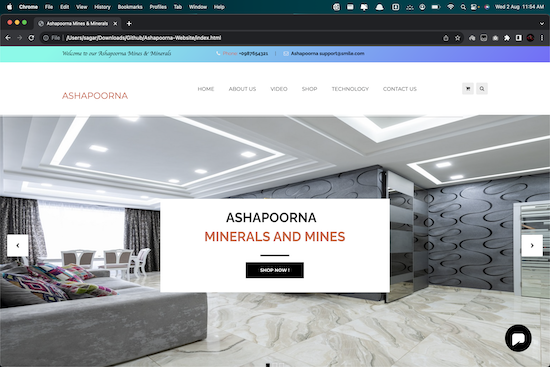 Chrome File Edit View History Bookmarks Profiles Tab Window Help
Wed 2 Aug 11:54 AM
Ashapoorna Mines & Minerals
File /Users/sagar/Downloads/Github/Ashapoorna-Website/index.html
Welcome to our Ashapoorna Mines & Minerals
Phone: +0987654321
Ashapoorna support@smile.com
ASHAPOORNA
HOME ABOUT US VIDEO SHOP TECHNOLOGY CONTACT US
ASHAPOORNA
MINERALS AND MINES
SHOP NOW !